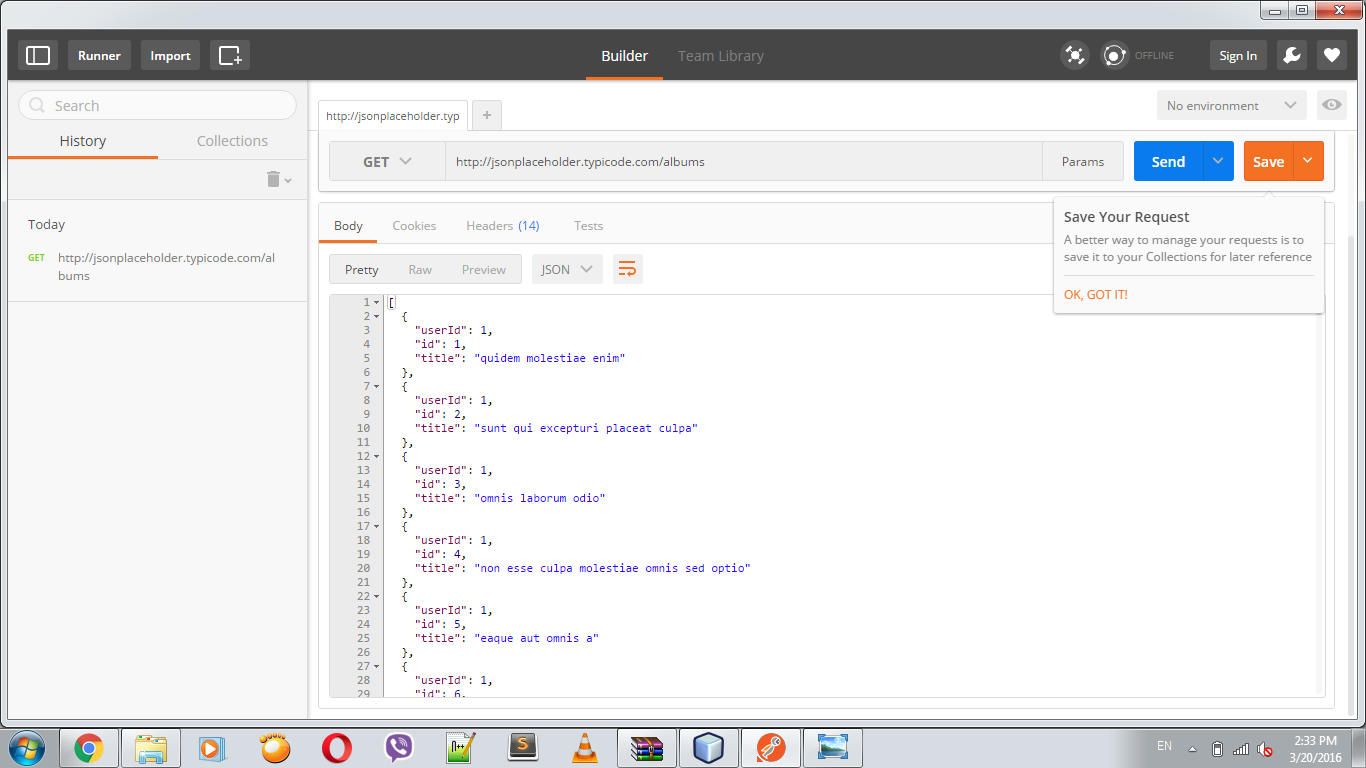 Runner
Import
Builder
Team Library
OFFLINE
Sign In
Search
History
Collections
Today
GET http://jsonplaceholder.typicode.com/al
bums
http://jsonplaceholder.typ
+
No environment
GET
http://jsonplaceholder.typicode.com/albums
Params
Send
Save
Save Your Request
A better way to manage your requests is to
save it to your Collections for later reference
OK, GOT IT!
Body
Cookies
Headers (14)
Tests
Pretty
Raw
Preview
JSON
1 [
2 {
3 "userId": 1,
4 "id": 1,
5 "title": "quidem molestiae enim"
6 },
7 {
8 "userId": 1,
9 "id": 2,
10 "title": "sunt qui excepturi placeat culpa"
11 },
12 {
13 "userId": 1,
14 "id": 3,
15 "title": "omnis laborum odio"
16 },
17 {
18 "userId": 1,
19 "id": 4,
20 "title": "non esse culpa molestiae omnis sed optio"
21 },
22 {
23 "userId": 1,
24 "id": 5,
25 "title": "eaque aut omnis a"
26 },
27 {
28 "userId": 1,
29 "id": 6,
EN
2:33 PM
3/20/2016